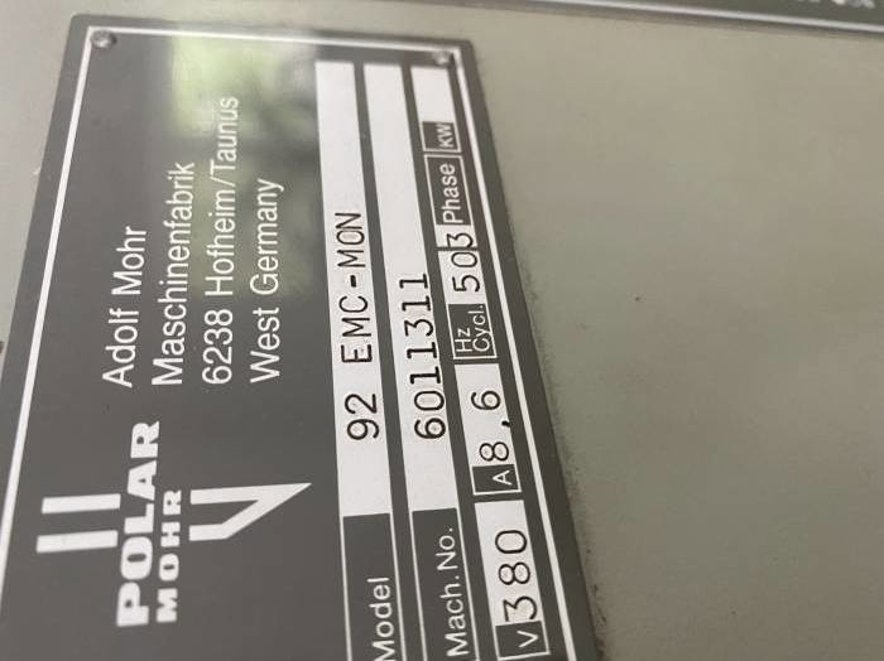 POLAR
MOHR
Adolf Mohr
Maschinenfabrik
6238 Hofheim/Taunus
West Germany
Model 92 EMC-MON
Mach. No. 6011311
V 380 A 8,6 Hz Cycl. 50 3 Phase KW